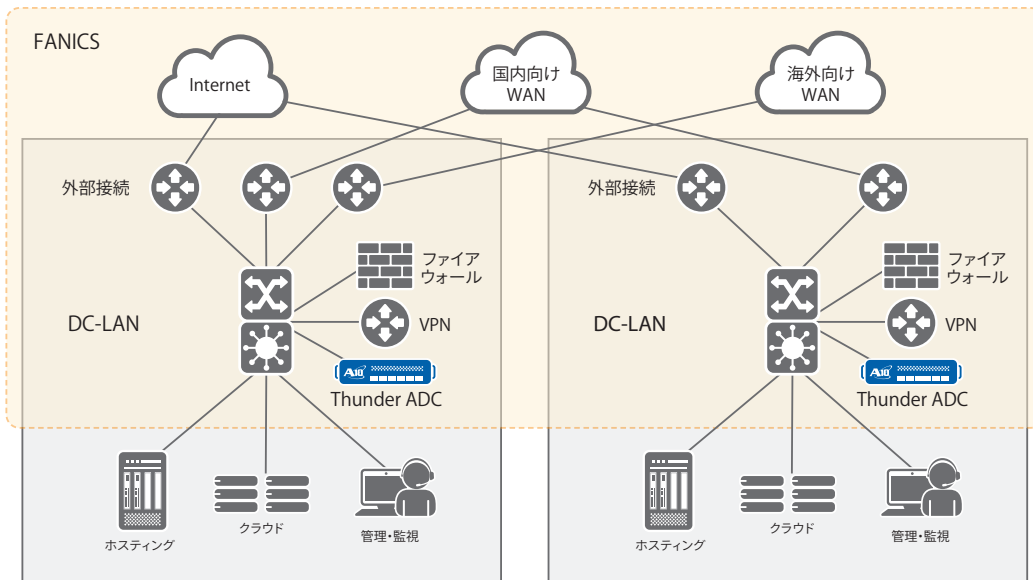 FANICS
Internet
国内向け
WAN
海外向け
WAN
外部接続
外部接続
ファイア
ウォール
ファイア
ウォール
DC-LAN
VPN
DC-LAN
VPN
A10
Thunder ADC
A10
Thunder ADC
ホスティング
クラウド
管理・監視
ホスティング
クラウド
管理・監視